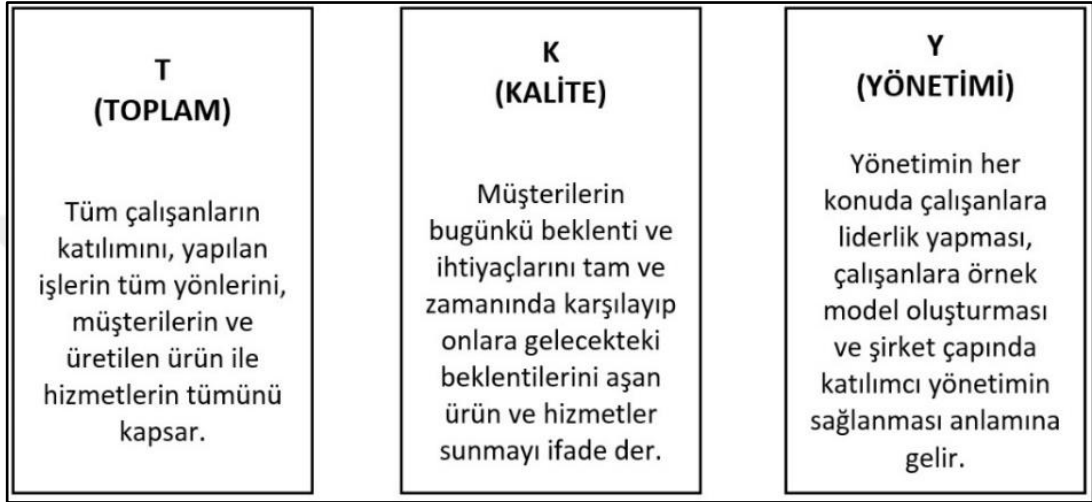 T
(TOPLAM)
Tüm çalışanların
katılımını, yapılan
işlerin tüm yönlerini,
müşterilerin ve
üretilen ürün ile
hizmetlerin tümünü
kapsar.
K
(KALİTE)
Müşterilerin
bugünkü beklenti ve
ihtiyaçlarını tam ve
zamanında karşılayıp
onlara gelecekteki
beklentilerini aşan
ürün ve hizmetler
sunmayı ifade der.
Y
(YÖNETİMİ)
Yönetimin her
konuda çalışanlara
liderlik yapması,
çalışanlara örnek
model oluşturması
ve şirket çapında
katılımcı yönetimin
sağlanması anlamına
gelir.